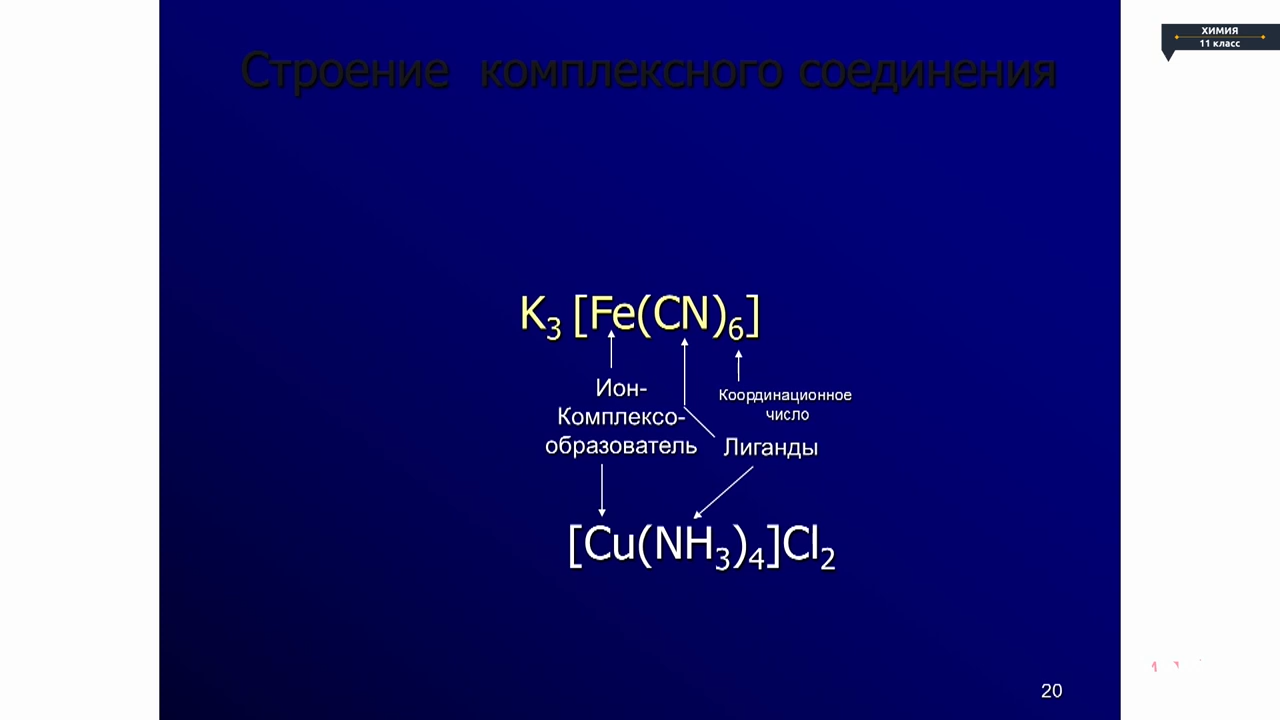 ХИМИЯ
11 класс
Строение комплексного соединения
K₃ [Fe(CN)₆]
Ион-
Комплексо-
образователь
Координационное
число
Лиганды
[Cu(NH₃)₄]Cl₂
20